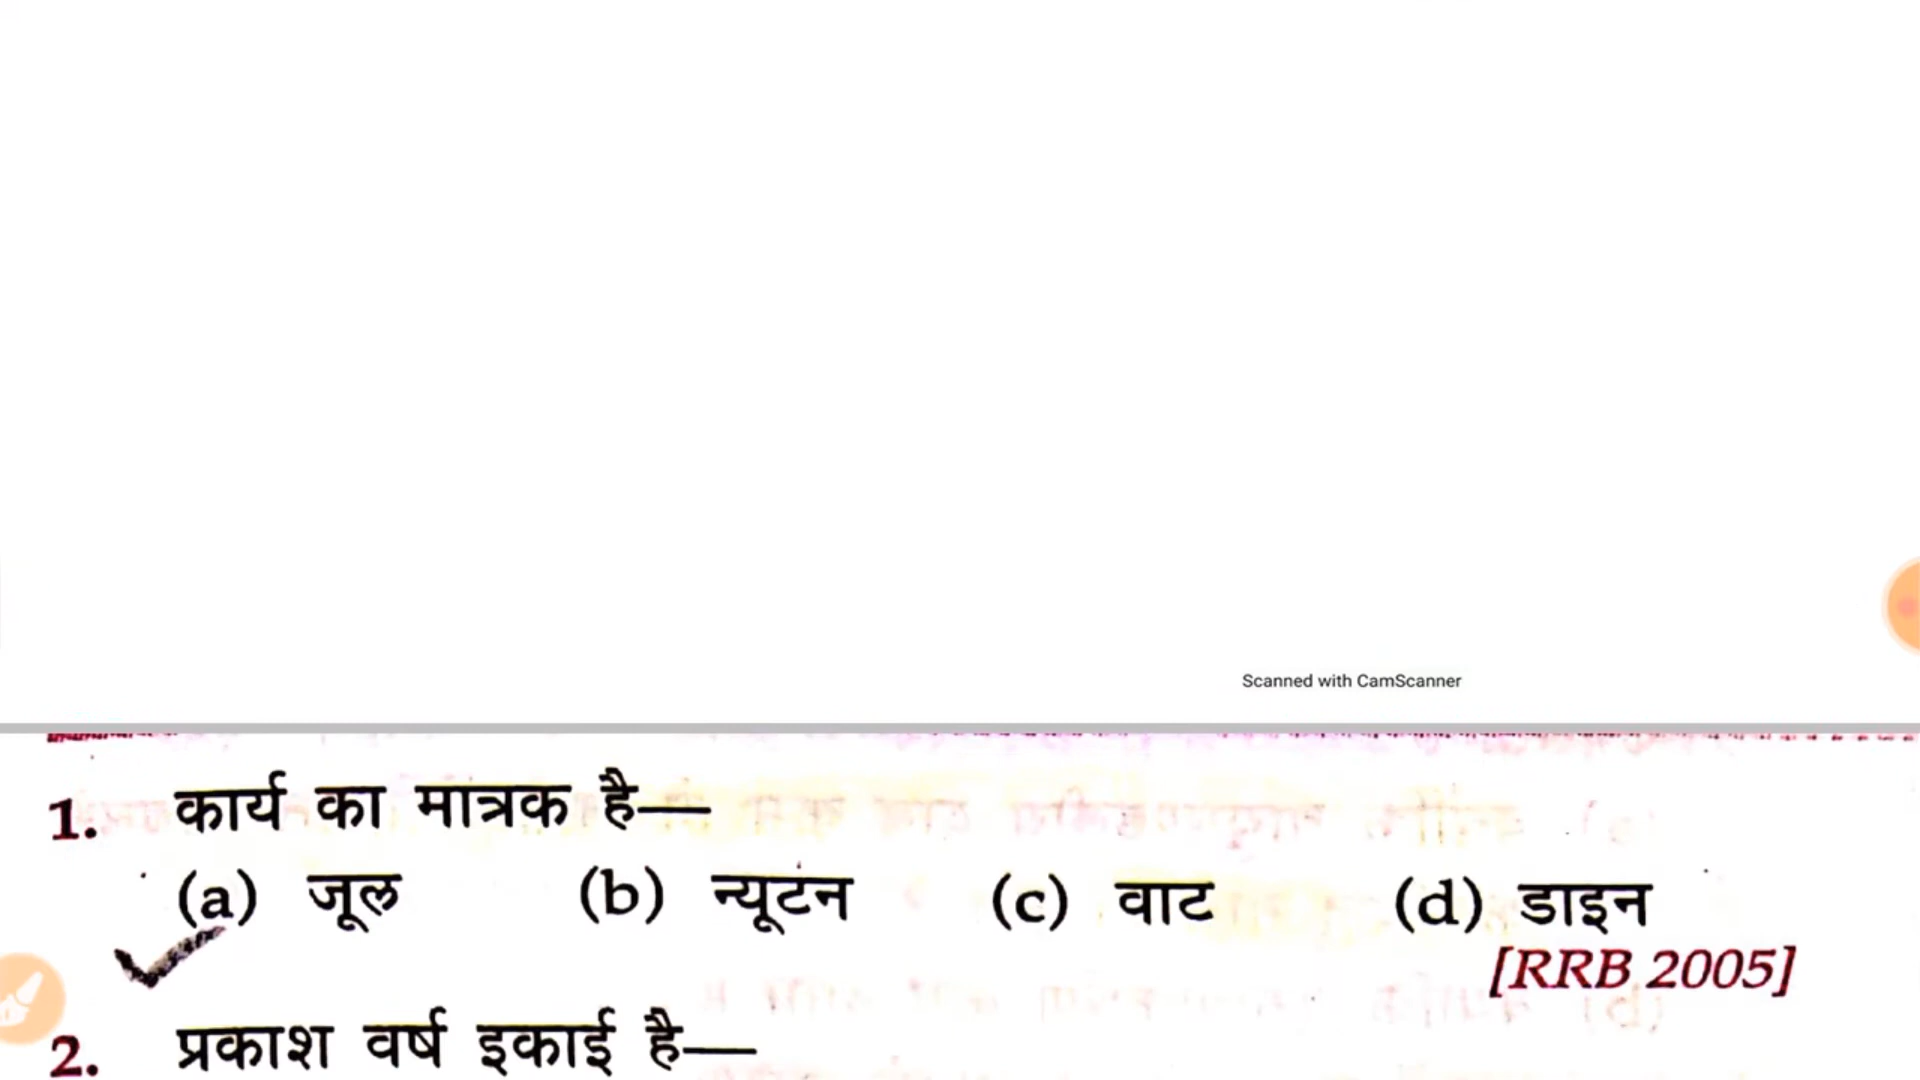 Scanned with CamScanner
1. कार्य का मात्रक है—
(a) जूल (b) न्यूटन (c) वाट (d) डाइन
[RRB 2005]
2. प्रकाश वर्ष इकाई है—